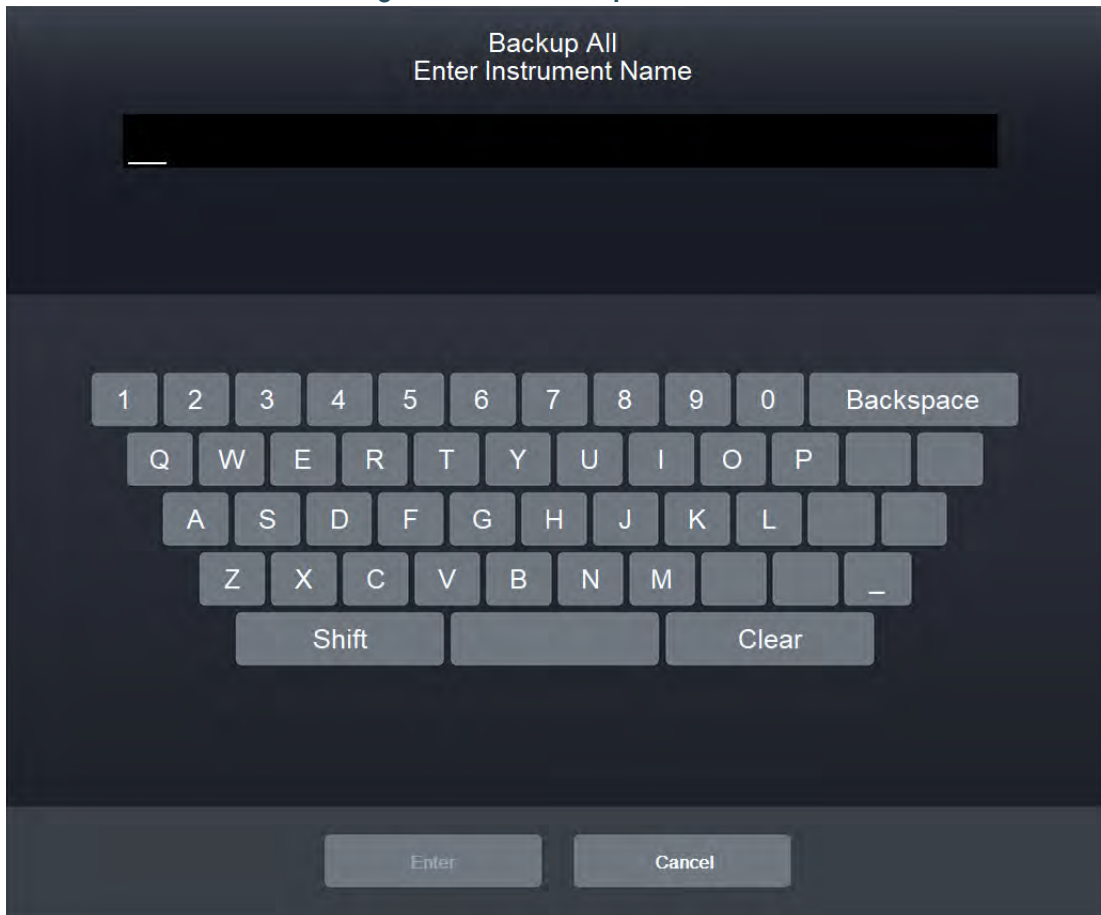 Backup All
Enter Instrument Name
1 2 3 4 5 6 7 8 9 0 Backspace
Q W E R T Y U I O P
A S D F G H J K L
Z X C V B N M _
Shift Clear
Enter Cancel